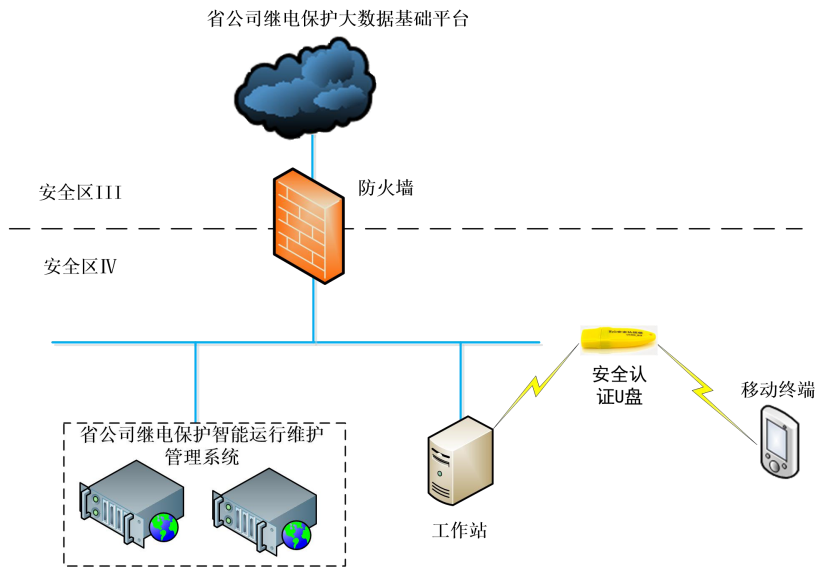 省公司继电保护大数据基础平台
防火墙
安全区III
安全区Ⅳ
安全认
证U盘
移动终端
省公司继电保护智能运行维护
管理系统
工作站